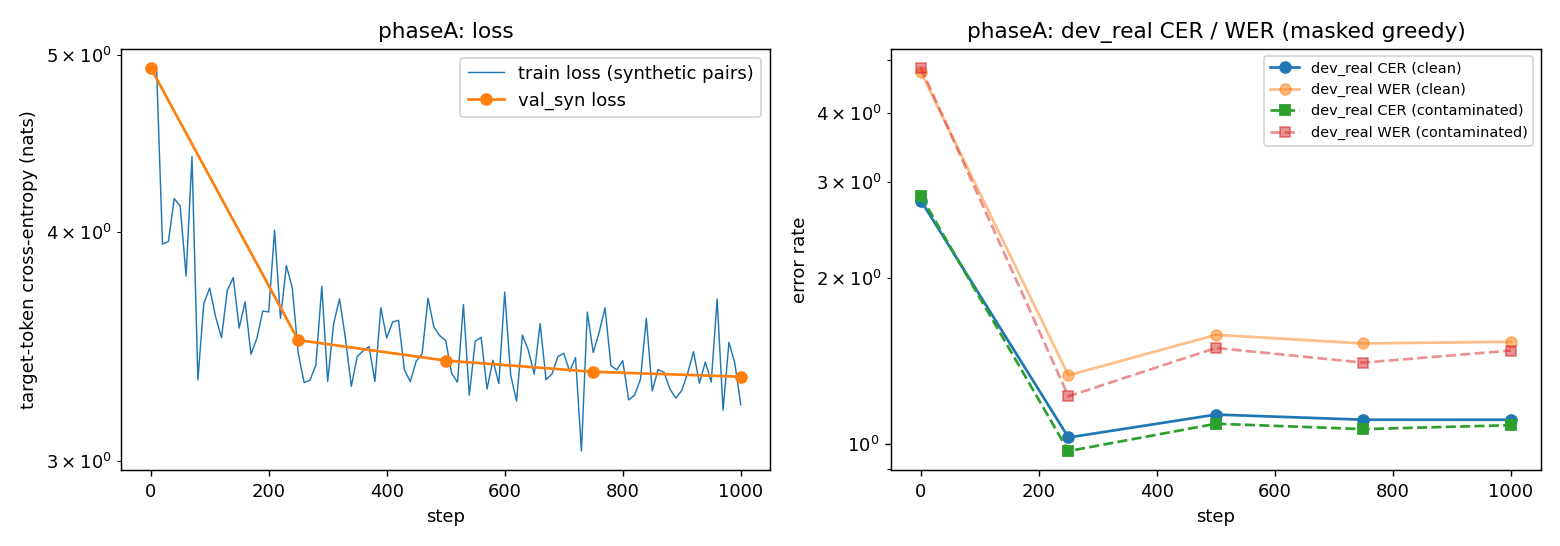 phaseA: loss
5 × 10⁰
4 × 10⁰
3 × 10⁰
target-token cross-entropy (nats)
train loss (synthetic pairs)
val_syn loss
0 200 400 600 800 1000
step
phaseA: dev_real CER / WER (masked greedy)
4 × 10⁰
3 × 10⁰
2 × 10⁰
10⁰
error rate
dev_real CER (clean)
dev_real WER (clean)
dev_real CER (contaminated)
dev_real WER (contaminated)
0 200 400 600 800 1000
step